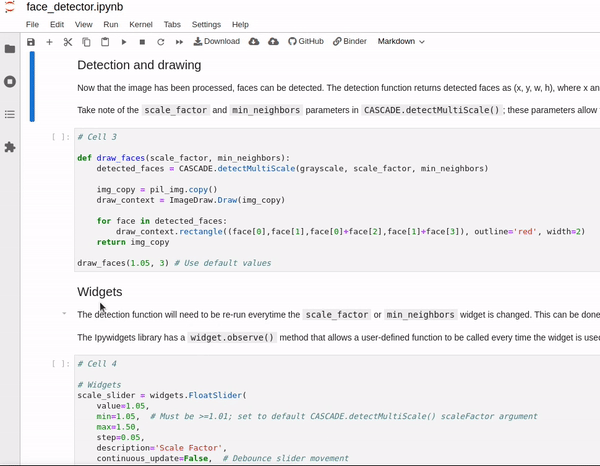 face_detector.ipynb
File Edit View Run Kernel Tabs Settings Help
Download GitHub Binder Markdown
Detection and drawing
Now that the image has been processed, faces can be detected. The detection function returns detected faces as (x, y, w, h), where x an
Take note of the scale_factor and min_neighbors parameters in CASCADE.detectMultiScale() ; these parameters allow
[ ]: # Cell 3
def draw_faces(scale_factor, min_neighbors):
detected_faces = CASCADE.detectMultiScale(grayscale, scale_factor, min_neighbors)
img_copy = pil_img.copy()
draw_context = ImageDraw.Draw(img_copy)
for face in detected_faces:
draw_context.rectangle((face[0],face[1],face[0]+face[2],face[1]+face[3]), outline='red', width=2)
return img_copy
draw_faces(1.05, 3) # Use default values
Widgets
The detection function will need to be re-run everytime the scale_factor or min_neighbors widget is changed. This can be done
The Ipywidgets library has a widget.observe() method that allows a user-defined function to be called every time the widget is used
[ ]: # Cell 4
# Widgets
scale_slider = widgets.FloatSlider(
value=1.05,
min=1.05, # Must be >=1.01; set to default CASCADE.detectMultiScale() scaleFactor argument
max=1.50,
step=0.05,
description='Scale Factor',
continuous_update=False, # Debounce slider movement